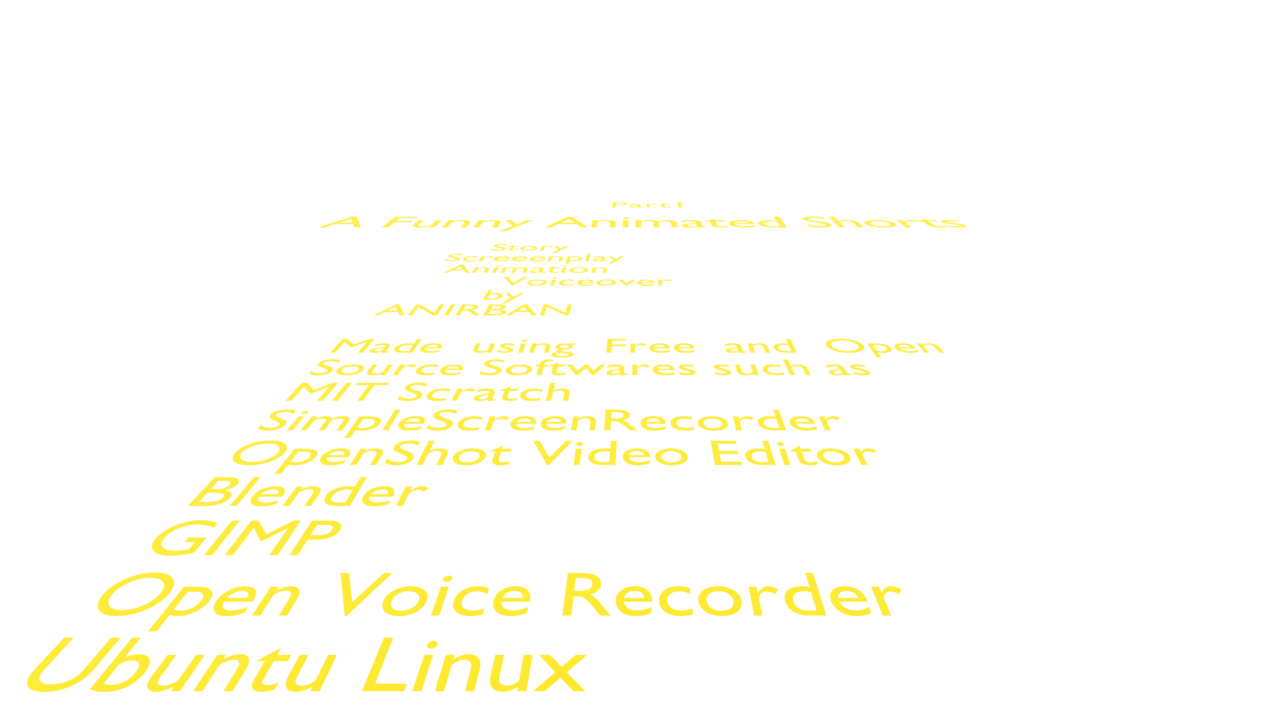 Part I
A Funny Animated Shorts
Story
Screeenplay
Animation
Voiceover
by
ANIRBAN
Made using Free and Open
Source Softwares such as
MIT Scratch
SimpleScreenRecorder
OpenShot Video Editor
Blender
GIMP
Open Voice Recorder
Ubuntu Linux